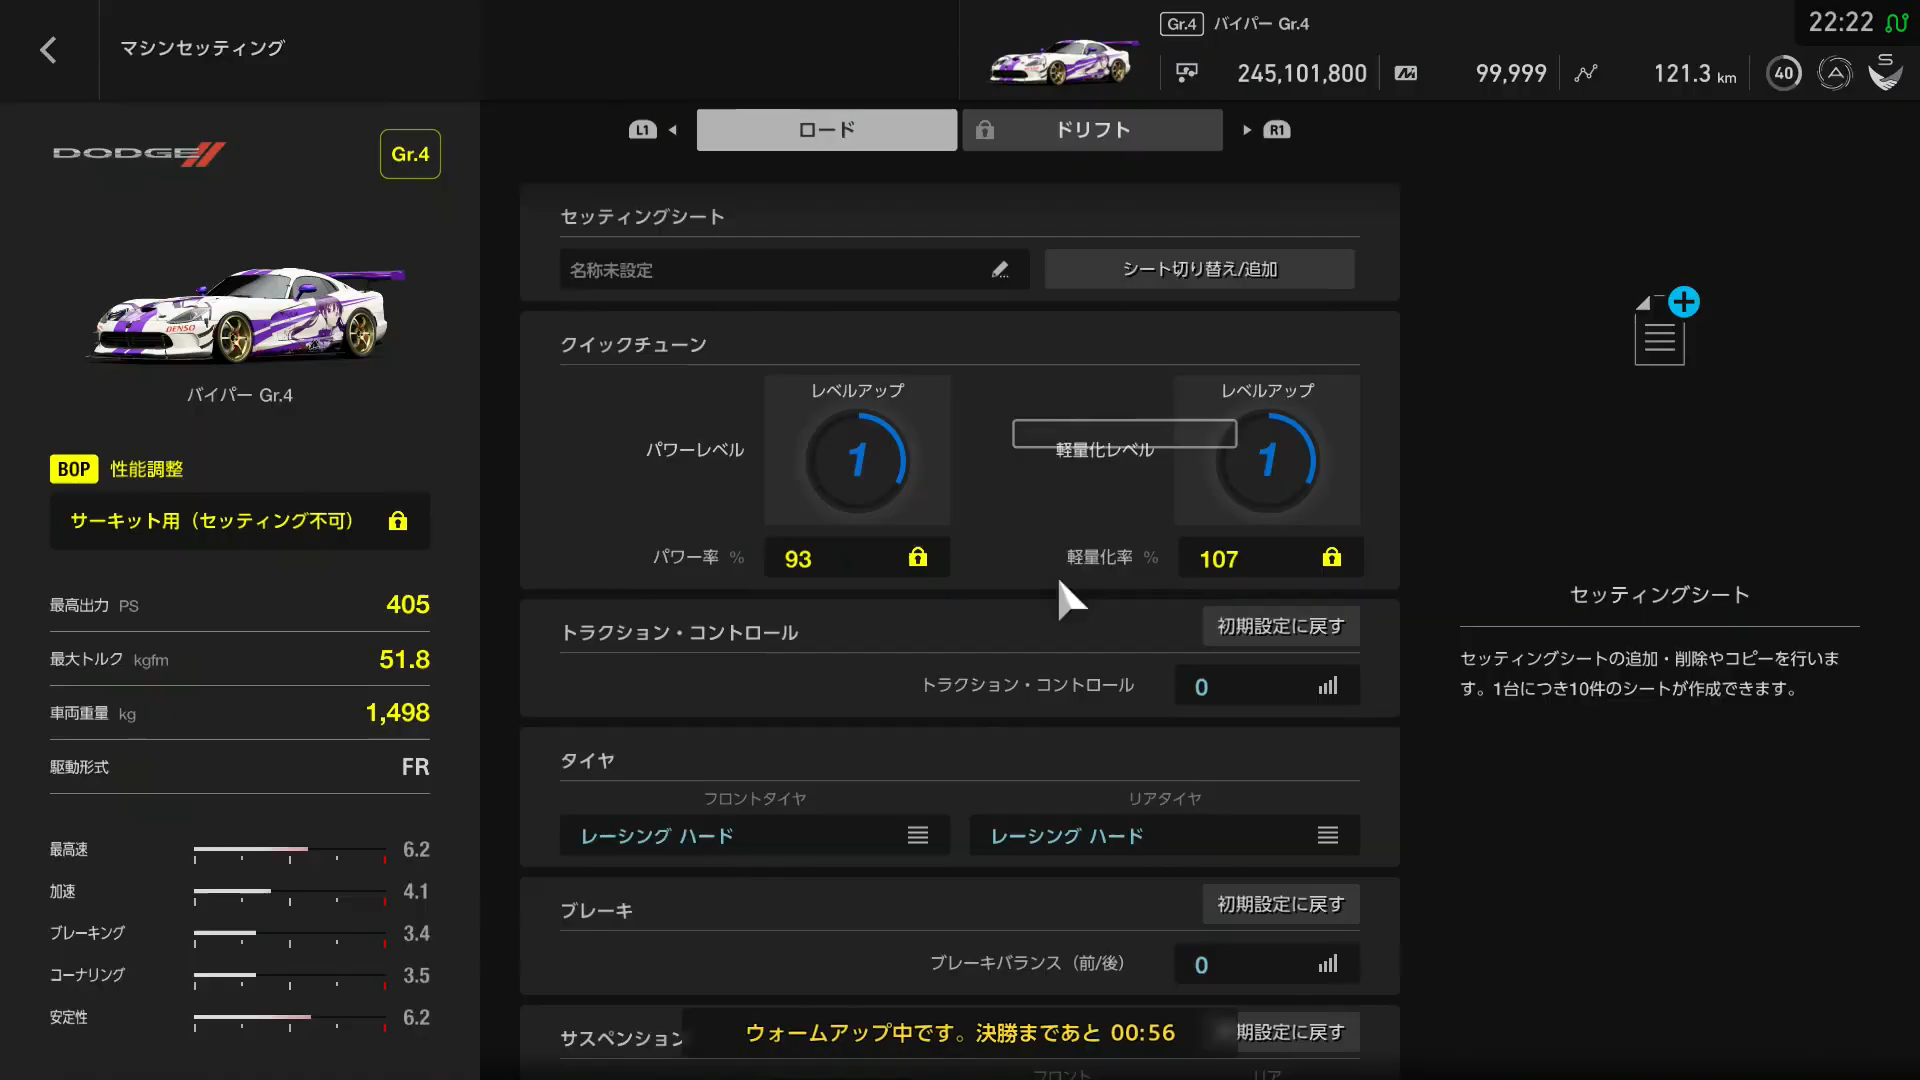 マシンセッティング
Gr.4 バイパー Gr.4
22:22
245,101,800
99,999
121.3 km
40
S
DODGE
Gr.4
DENSO
バイパー Gr.4
BOP 性能調整
サーキット用（セッティング不可）
最高出力 PS 405
最大トルク kgfm 51.8
車両重量 kg 1,498
駆動形式 FR
最高速 6.2
加速 4.1
ブレーキング 3.4
コーナリング 3.5
安定性 6.2
L1 ロード ドリフト R1
セッティングシート
名称未設定 シート切り替え/追加
クイックチューン
レベルアップ レベルアップ
パワーレベル 1 軽量化レベル 1
パワー率 % 93 軽量化率 % 107
トラクション・コントロール 初期設定に戻す
トラクション・コントロール 0
タイヤ
フロントタイヤ リアタイヤ
レーシング ハード レーシング ハード
ブレーキ 初期設定に戻す
ブレーキバランス（前/後） 0
サスペンション 期設定に戻す
ウォームアップ中です。決勝まであと 00:56
フロント リア
セッティングシート
セッティングシートの追加・削除やコピーを行いま
す。1台につき10件のシートが作成できます。